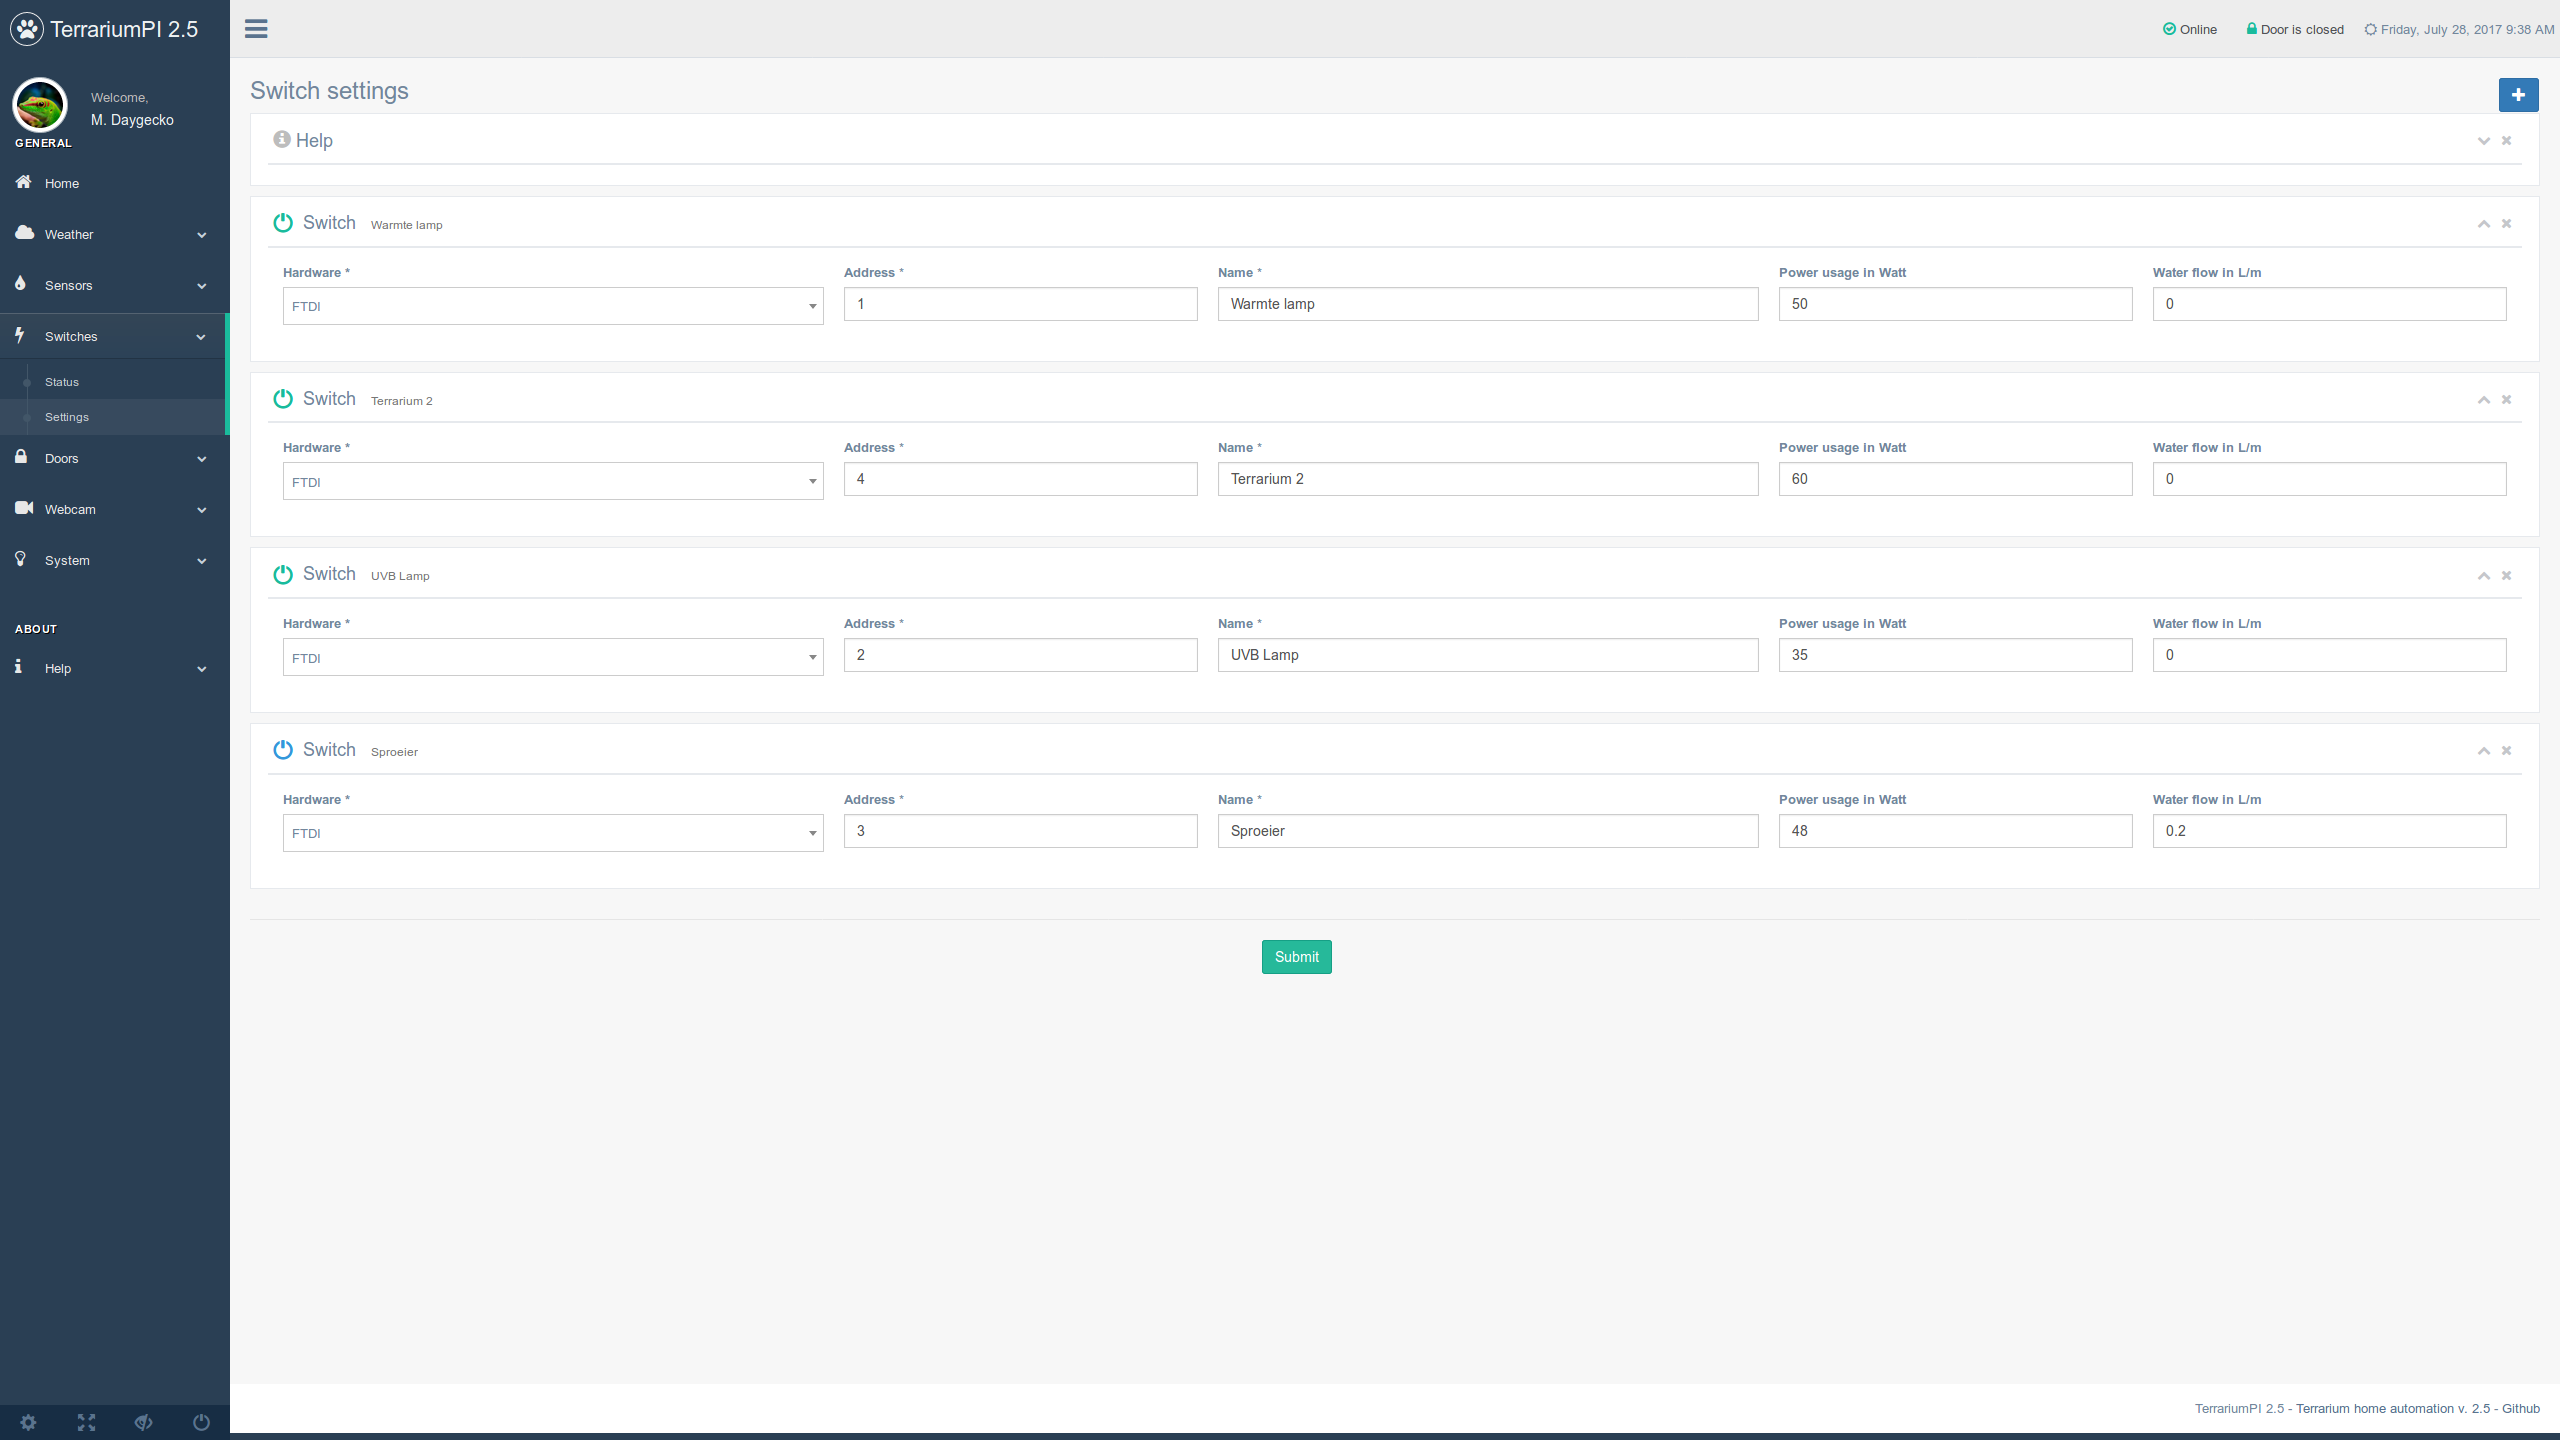 TerrariumPI 2.5
Online
Door is closed
Friday, July 28, 2017 9:38 AM
Welcome,
M. Daygecko
GENERAL
Home
Weather
Sensors
Switches
Status
Settings
Doors
Webcam
System
ABOUT
Help
Switch settings
Help
Switch Warmte lamp
Hardware * Address * Name * Power usage in Watt Water flow in L/m
FTDI 1 Warmte lamp 50 0
Switch Terrarium 2
Hardware * Address * Name * Power usage in Watt Water flow in L/m
FTDI 4 Terrarium 2 60 0
Switch UVB Lamp
Hardware * Address * Name * Power usage in Watt Water flow in L/m
FTDI 2 UVB Lamp 35 0
Switch Sproeier
Hardware * Address * Name * Power usage in Watt Water flow in L/m
FTDI 3 Sproeier 48 0.2
Submit
TerrariumPI 2.5 - Terrarium home automation v. 2.5 - Github